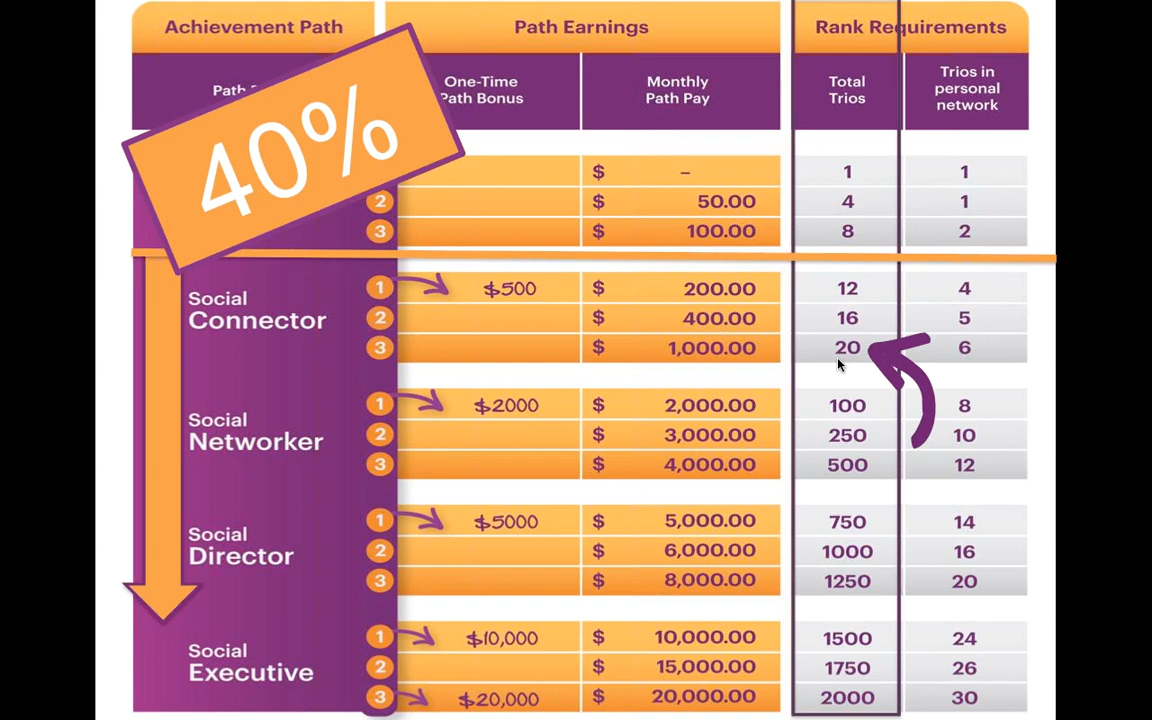 Achievement Path Path Earnings Rank Requirements
One-Time Path Bonus Monthly Path Pay Total Trios Trios in personal network
40%
$ – 1 1
2 $ 50.00 4 1
3 $ 100.00 8 2
Social Connector
1 $500 $ 200.00 12 4
2 $ 400.00 16 5
3 $ 1,000.00 20 6
Social Networker
1 $2000 $ 2,000.00 100 8
2 $ 3,000.00 250 10
3 $ 4,000.00 500 12
Social Director
1 $5000 $ 5,000.00 750 14
2 $ 6,000.00 1000 16
3 $ 8,000.00 1250 20
Social Executive
1 $10,000 $ 10,000.00 1500 24
2 $ 15,000.00 1750 26
3 $20,000 $ 20,000.00 2000 30